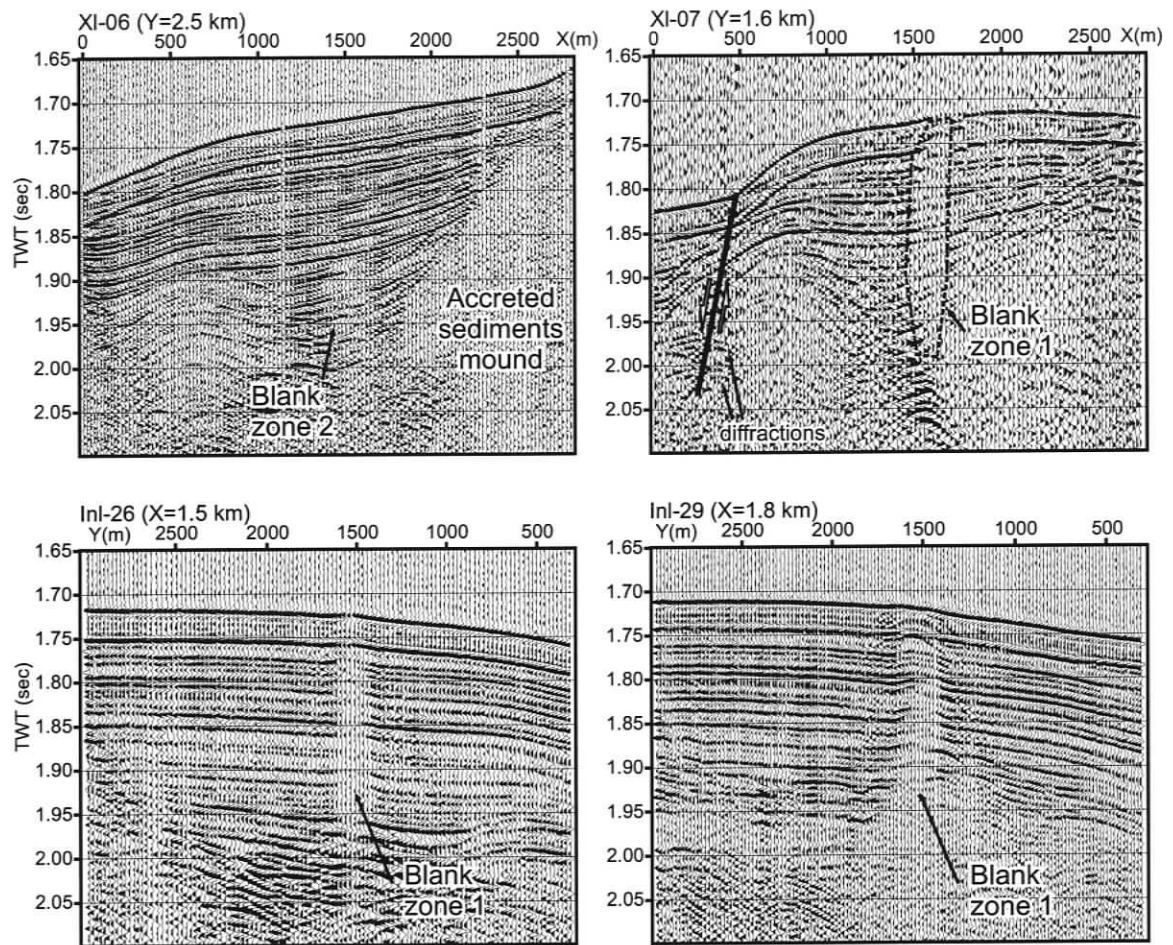 Xl-06 (Y=2.5 km)
0 500 1000 1500 2000 2500 X(m)
1.65
1.70
1.75
1.80
1.85
1.90
1.95
2.00
2.05
TWT (sec)
Accreted
sediments
mound
Blank
zone 2
Xl-07 (Y=1.6 km)
0 500 1000 1500 2000 2500 X(m)
1.65
1.70
1.75
1.80
1.85
1.90
1.95
2.00
2.05
Blank
zone 1
diffractions
Inl-26 (X=1.5 km)
Y(m) 2500 2000 1500 1000 500
1.65
1.70
1.75
1.80
1.85
1.90
1.95
2.00
2.05
TWT (sec)
Blank
zone 1
Inl-29 (X=1.8 km)
Y(m) 2500 2000 1500 1000 500
1.65
1.70
1.75
1.80
1.85
1.90
1.95
2.00
2.05
Blank
zone 1